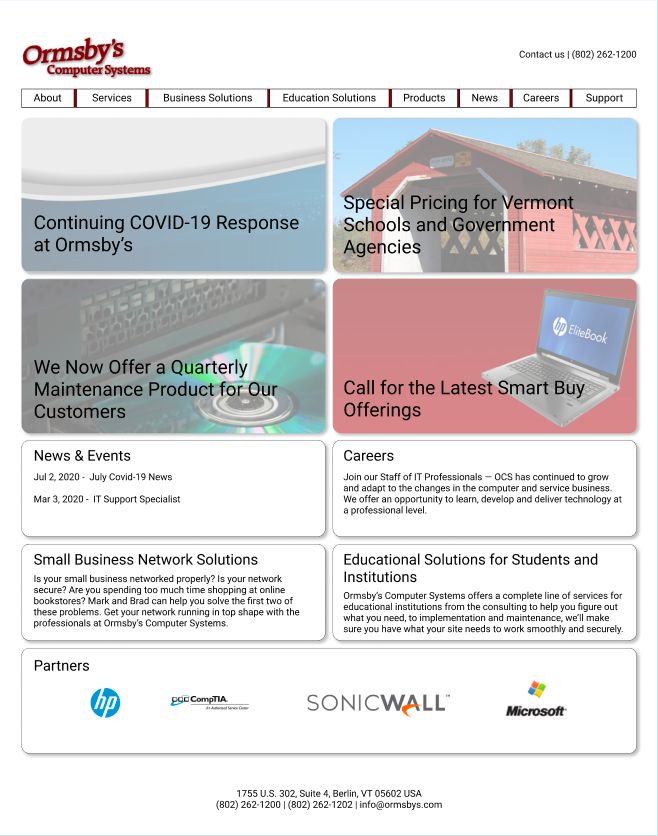 Ormsby's
Computer Systems
Contact us | (802) 262-1200
About
Services
Business Solutions
Education Solutions
Products
News
Careers
Support
Continuing COVID-19 Response
at Ormsby's
Special Pricing for Vermont
Schools and Government
Agencies
We Now Offer a Quarterly
Maintenance Product for Our
Customers
hp EliteBook
Call for the Latest Smart Buy
Offerings
News & Events
Jul 2, 2020 - July Covid-19 News
Mar 3, 2020 - IT Support Specialist
Careers
Join our Staff of IT Professionals — OCS has continued to grow
and adapt to the changes in the computer and service business.
We offer an opportunity to learn, develop and deliver technology at
a professional level.
Small Business Network Solutions
Is your small business networked properly? Is your network
secure? Are you spending too much time shopping at online
bookstores? Mark and Brad can help you solve the first two of
these problems. Get your network running in top shape with the
professionals at Ormsby's Computer Systems.
Educational Solutions for Students and
Institutions
Ormsby's Computer Systems offers a complete line of services for
educational institutions from the consulting to help you figure out
what you need, to implementation and maintenance, we'll make
sure you have what your site needs to work smoothly and securely.
Partners
hp
CompTIA.
A+ Authorized Service Center
SONICWALL™
Microsoft
1755 U.S. 302, Suite 4, Berlin, VT 05602 USA
(802) 262-1200 | (802) 262-1202 | info@ormsbys.com